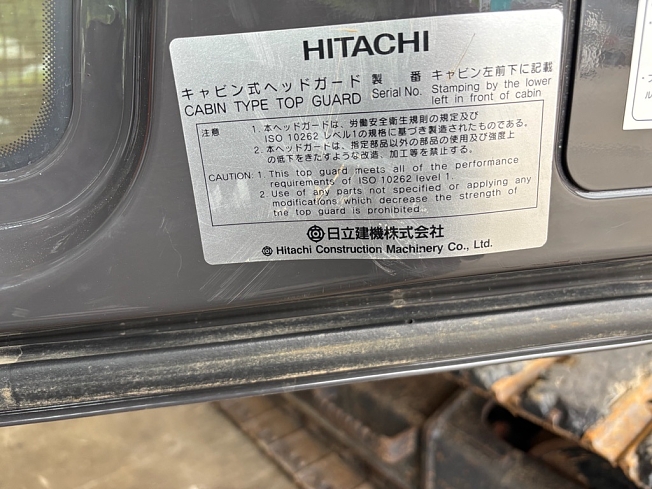 HITACHI
キャビン式ヘッドガード 製 番 キャビン左前下に記載
CABIN TYPE TOP GUARD Serial No. Stamping by the lower left in front of cabin
注意 1. 本ヘッドガードは、労働安全衛生規則の規定及び
ISO 10262 レベル1の規格に基づき製造されたものである。
2. 本ヘッドガードは、指定部品以外の部品の使用及び強度上
の低下をきたすような改造、加工等を禁止する。
CAUTION: 1. This top guard meets all of the performance
requirements of ISO 10262 level 1.
2. Use of any parts not specified or applying any
modifications which decrease the strength of
the top guard is prohibited.
日立建機株式会社
Hitachi Construction Machinery Co., Ltd.